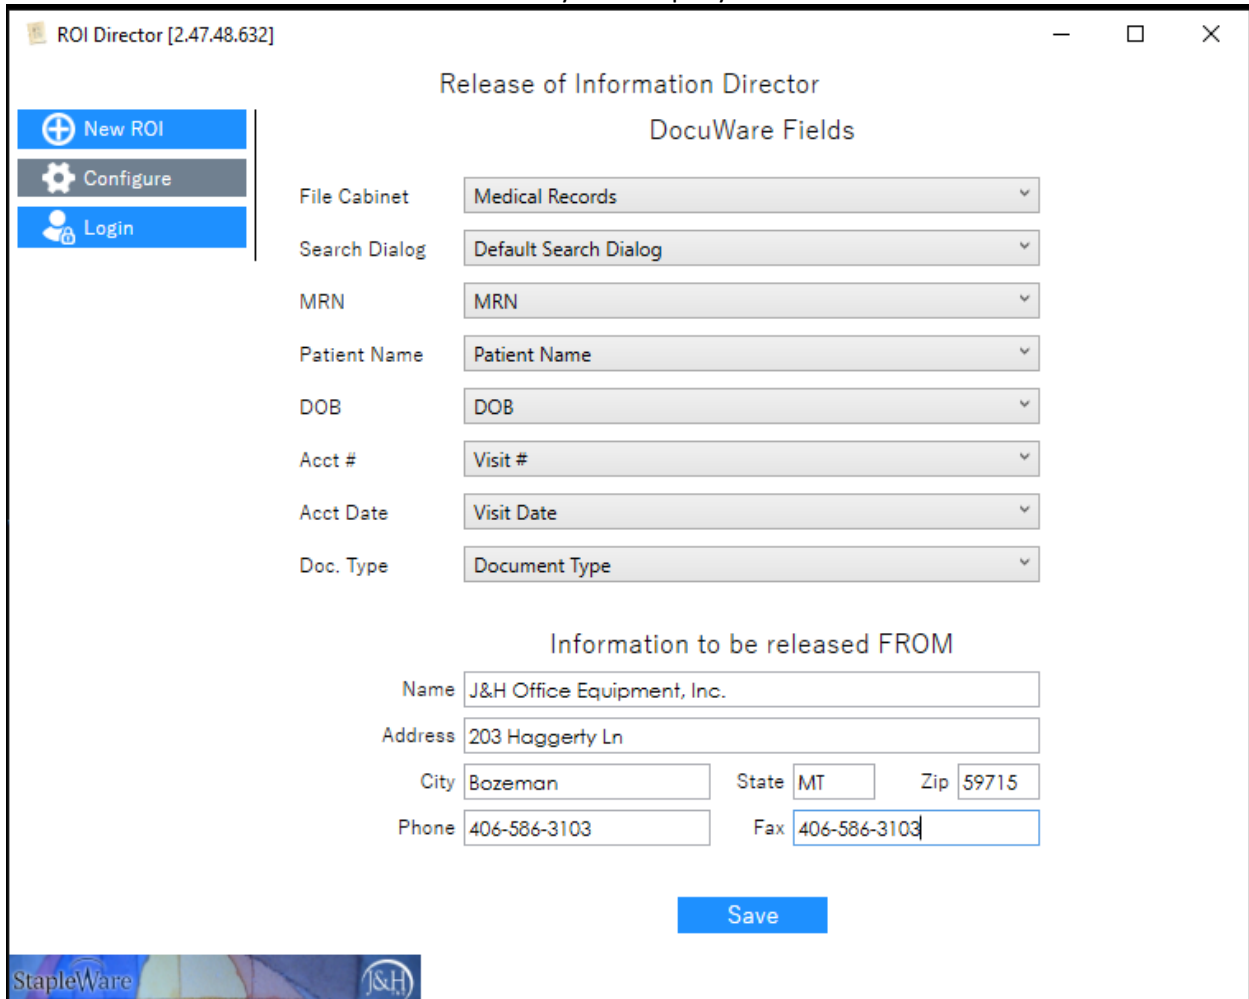 ROI Director [2.47.48.632]
Release of Information Director
New ROI
Configure
Login
DocuWare Fields
File Cabinet Medical Records
Search Dialog Default Search Dialog
MRN MRN
Patient Name Patient Name
DOB DOB
Acct # Visit #
Acct Date Visit Date
Doc. Type Document Type
Information to be released FROM
Name J&H Office Equipment, Inc.
Address 203 Haggerty Ln
City Bozeman State MT Zip 59715
Phone 406-586-3103 Fax 406-586-3103
Save
StapleWare J&H